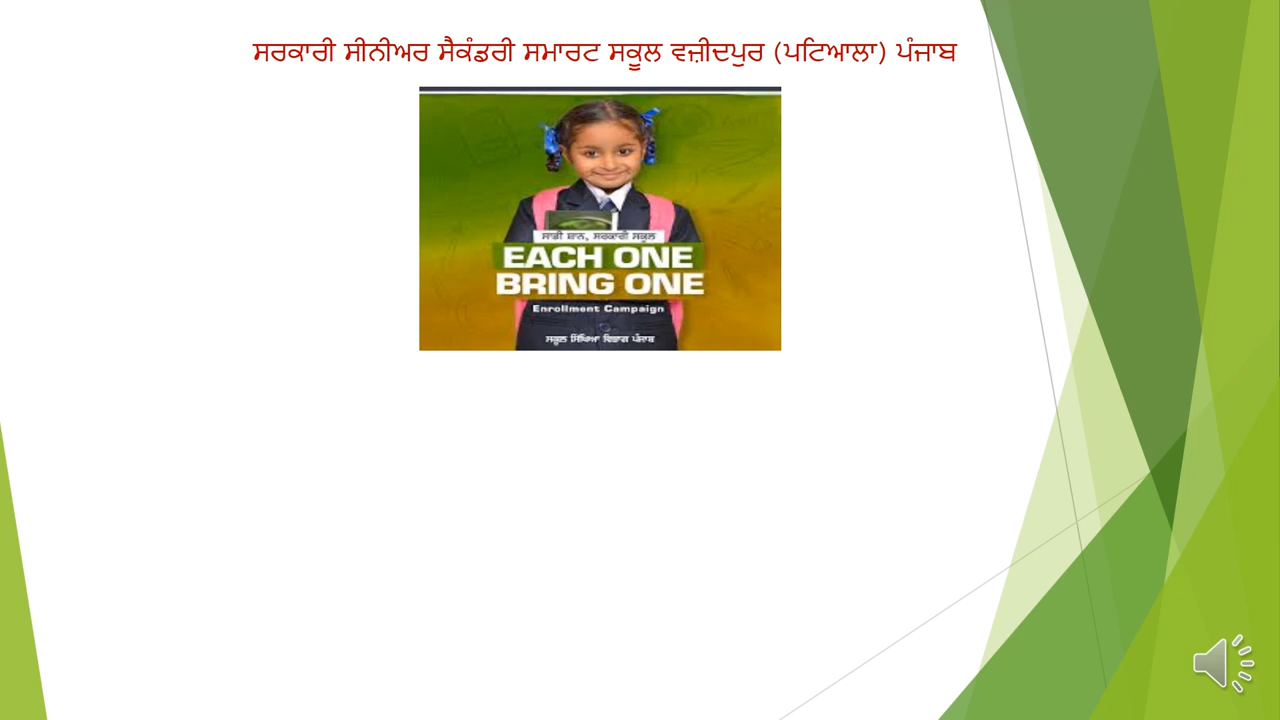 ਸਰਕਾਰੀ ਸੀਨੀਅਰ ਸੈਕੰਡਰੀ ਸਮਾਰਟ ਸਕੂਲ ਵਜ਼ੀਦਪੁਰ (ਪਟਿਆਲਾ) ਪੰਜਾਬ
ਸਾਡੀ ਸ਼ਾਨ, ਸਰਕਾਰੀ ਸਕੂਲ
EACH ONE
BRING ONE
Enrollment Campaign
ਸਕੂਲ ਸਿੱਖਿਆ ਵਿਭਾਗ ਪੰਜਾਬ